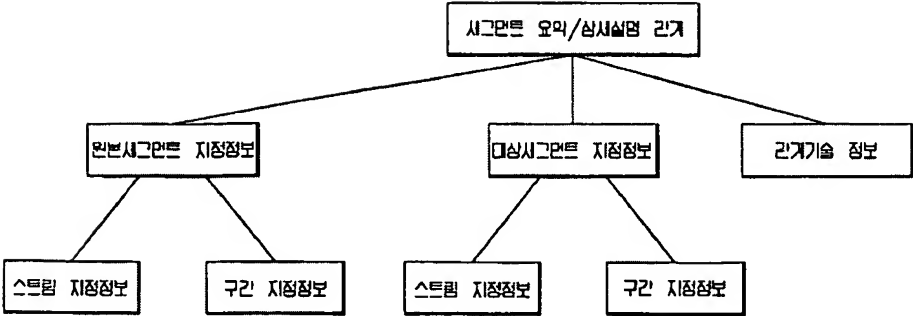 세그먼트 요약/상세설명 관계
원본세그먼트 지정정보
대상세그먼트 지정정보
관계기술 정보
스트림 지정정보
구간 지정정보
스트림 지정정보
구간 지정정보